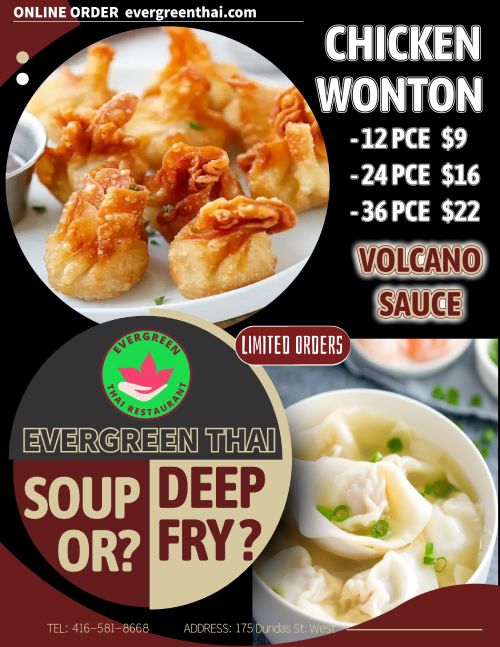 ONLINE ORDER evergreenthai.com
CHICKEN
WONTON
- 12 PCE $9
- 24 PCE $16
- 36 PCE $22
VOLCANO
SAUCE
LIMITED ORDERS
EVERGREEN
THAI RESTAURANT
EVERGREEN THAI
SOUP
OR?
DEEP
FRY?
TEL: 416-581-8668 ADDRESS: 175 Dundas St. West